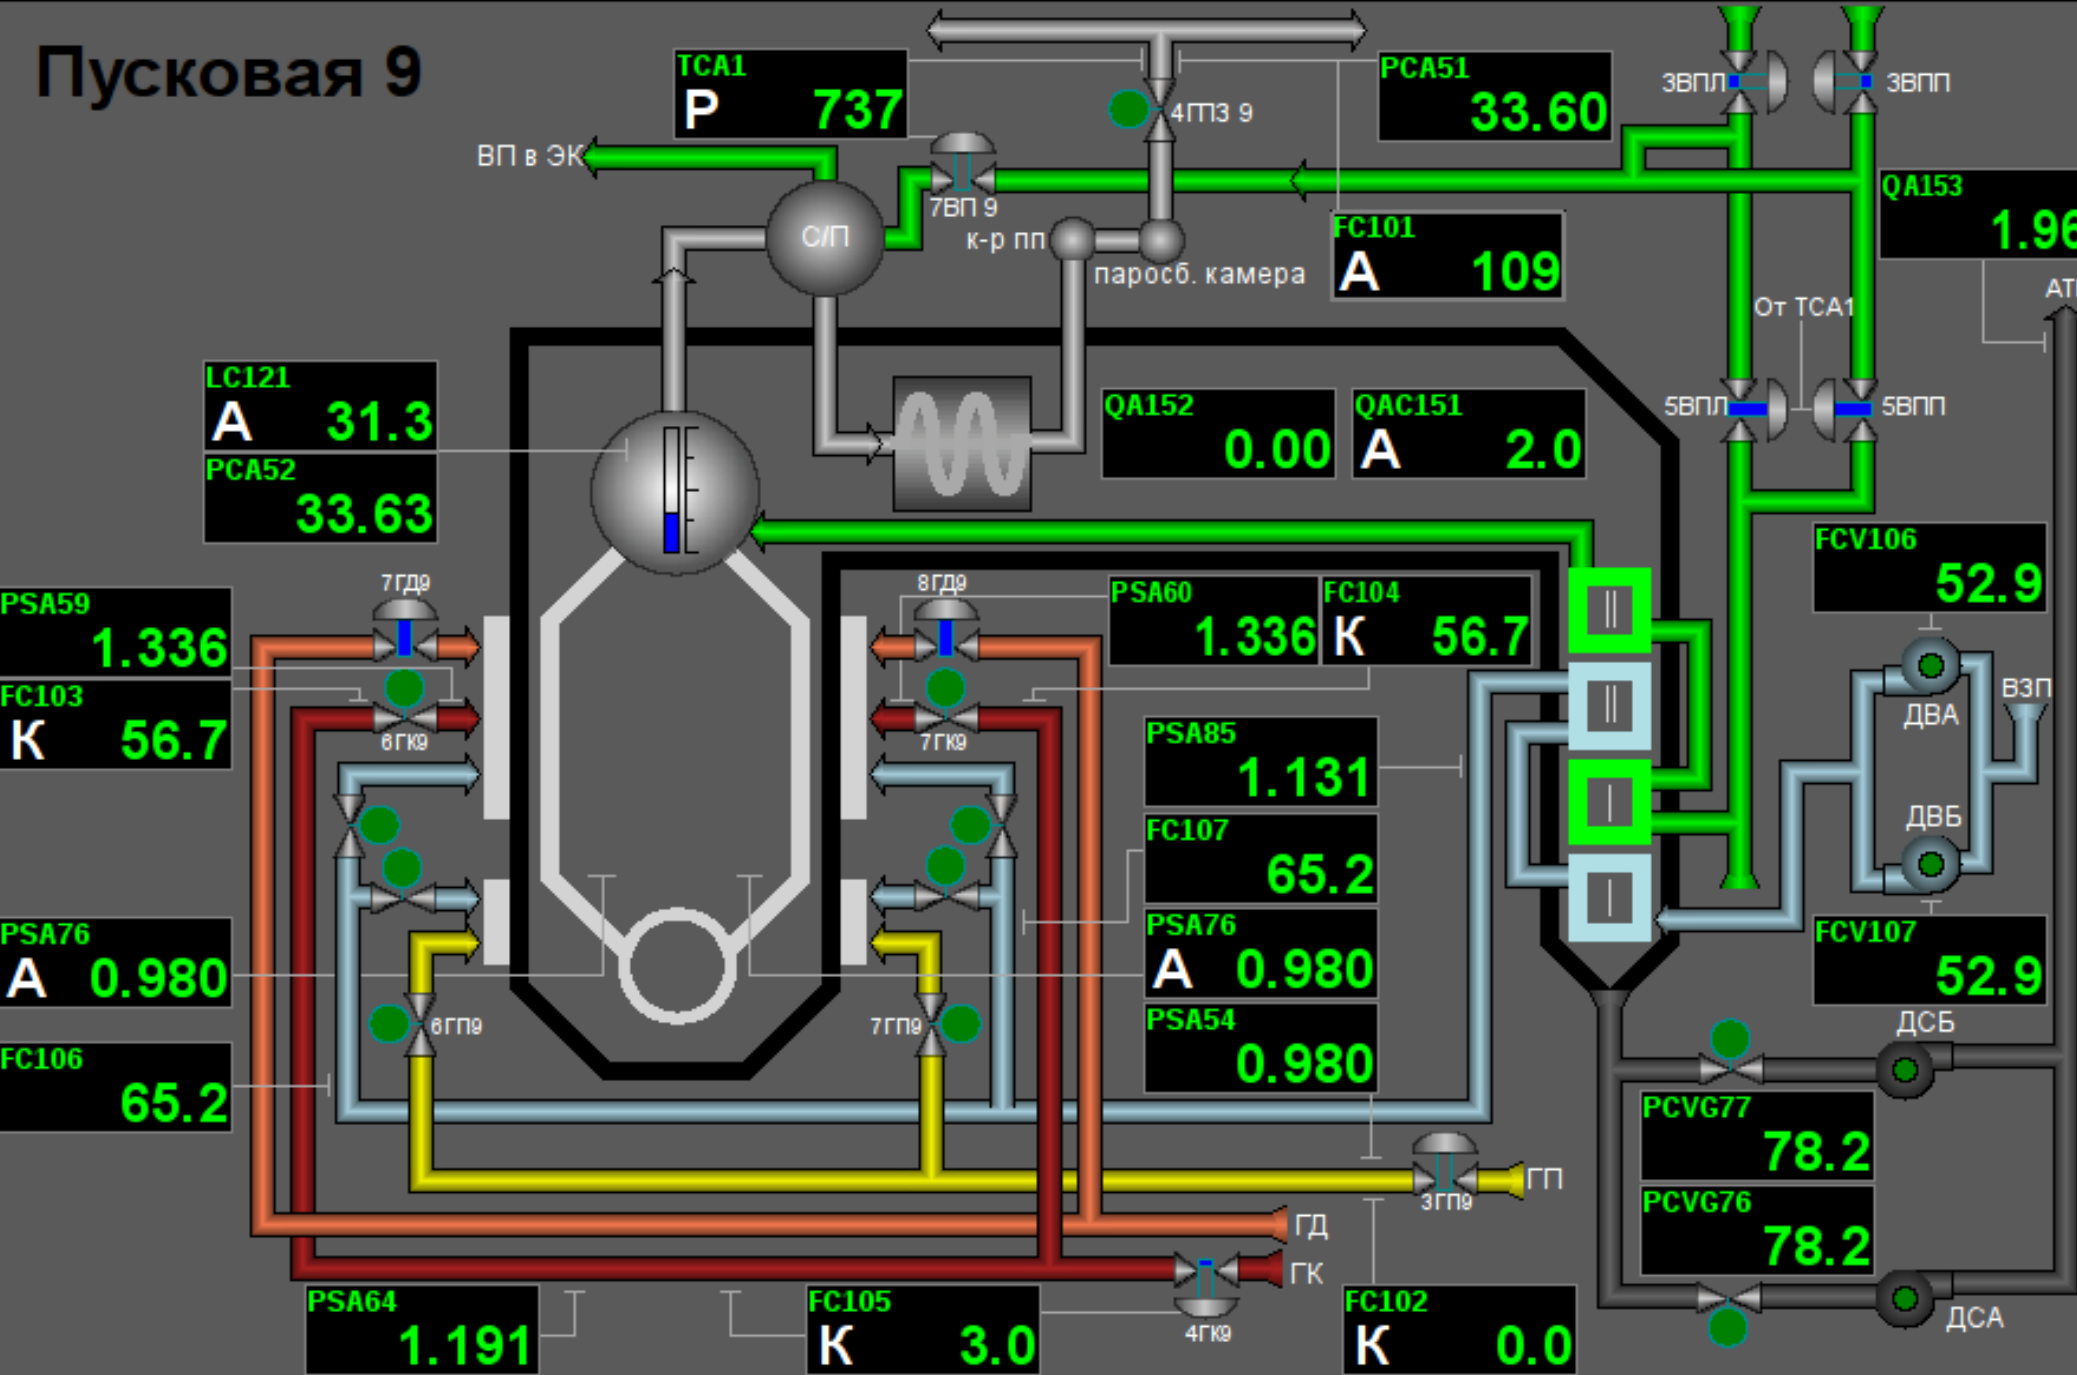 Пусковая 9
TCA1
P 737
PCA51
33.60
3ВПЛ
3ВПП
4ГПЗ 9
ВП в ЭК
QA153
1.96
7ВП 9
С/П
к-р пп
FC101
A 109
паросб. камера
От TCA1
LC121
A 31.3
QA152
0.00
QAC151
A 2.0
5ВПЛ
5ВПП
PCA52
33.63
FCV106
52.9
7ГД9
8ГД9
PSA59
1.336
PSA60
1.336
FC104
К 56.7
FC103
К 56.7
6ГК9
7ГК9
ВЗП
ДВА
PSA85
1.131
FC107
65.2
ДВБ
PSA76
A 0.980
PSA76
A 0.980
FCV107
52.9
6ГП9
7ГП9
PSA54
0.980
ДСБ
FC106
65.2
PCVG77
78.2
ГП
3ГП9
PCVG76
78.2
ГД
ГК
PSA64
1.191
FC105
К 3.0
4ГК9
FC102
К 0.0
ДСА